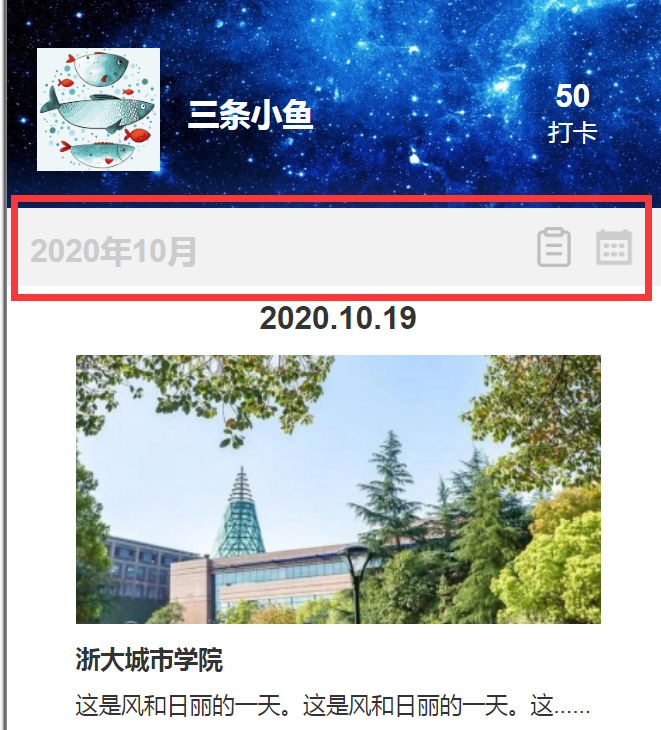 三条小鱼
50
打卡
2020年10月
2020.10.19
浙大城市学院
这是风和日丽的一天。这是风和日丽的一天。这......